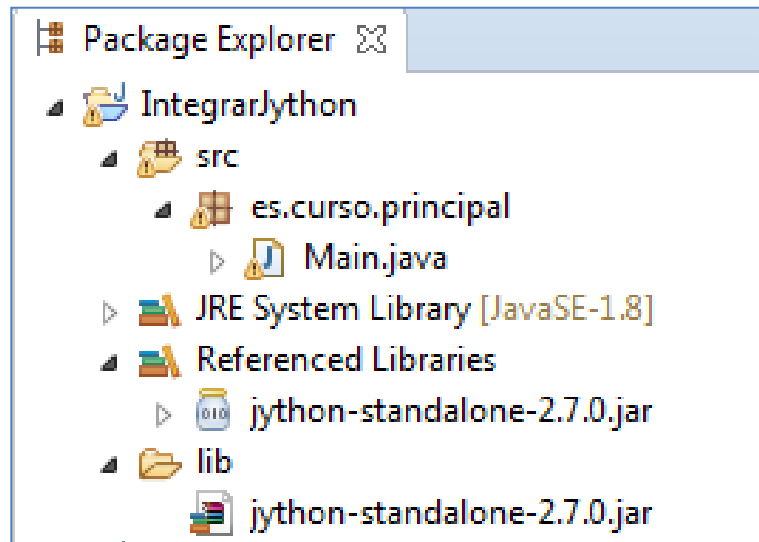 Package Explorer
IntegrarJython
src
es.curso.principal
Main.java
JRE System Library [JavaSE-1.8]
Referenced Libraries
jython-standalone-2.7.0.jar
lib
jython-standalone-2.7.0.jar